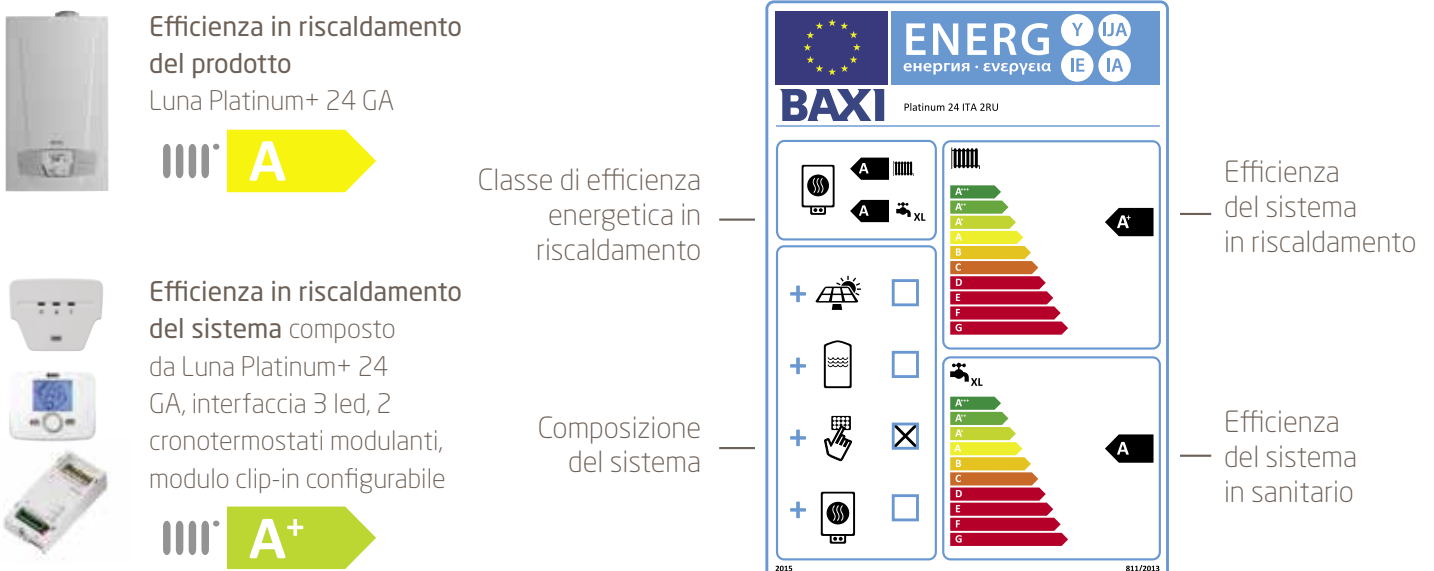 Efficienza in riscaldamento
del prodotto
Luna Platinum+ 24 GA
A
Efficienza in riscaldamento
del sistema composto
da Luna Platinum+ 24
GA, interfaccia 3 led, 2
cronotermostati modulanti,
modulo clip-in configurabile
A+
Classe di efficienza
energetica in
riscaldamento
Composizione
del sistema
ENERG Y IJA
енергия · ενεργεια IE IA
BAXI Platinum 24 ITA 2RU
A
A XL
+
+
+
+
A+++
A++
A+
A
B
C
D
E
F
G
A+
XL
A+++
A++
A+
A
B
C
D
E
F
G
A
2015 811/2013
Efficienza
del sistema
in riscaldamento
Efficienza
del sistema
in sanitario